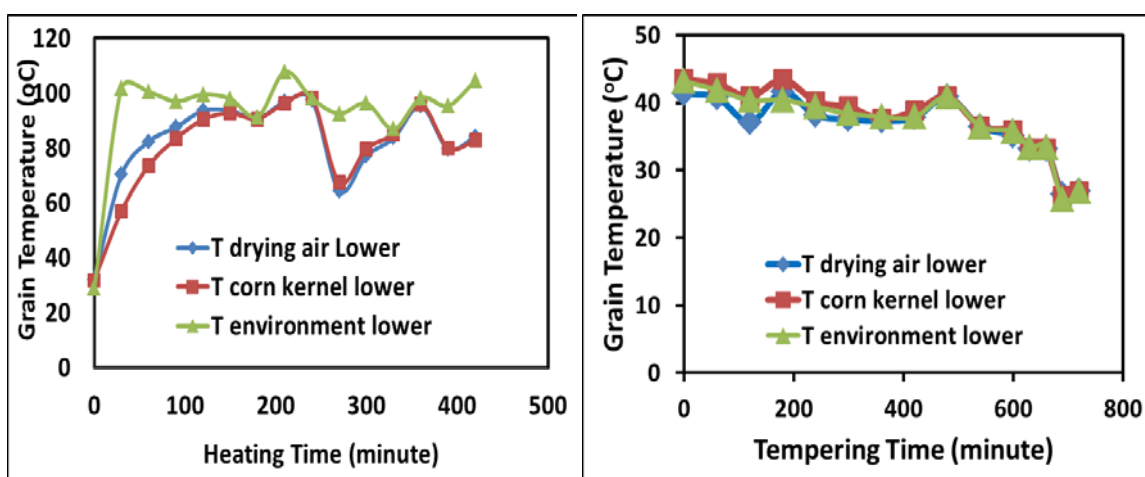 120
100
80
60
40
20
0
0 100 200 300 400 500
Grain Temperature (oC)
Heating Time (minute)
T drying air Lower
T corn kernel lower
T environment lower
50
40
30
20
10
0
0 200 400 600 800
Grain Temperature (°C)
Tempering Time (minute)
T drying air lower
T corn kernel lower
T environment lower